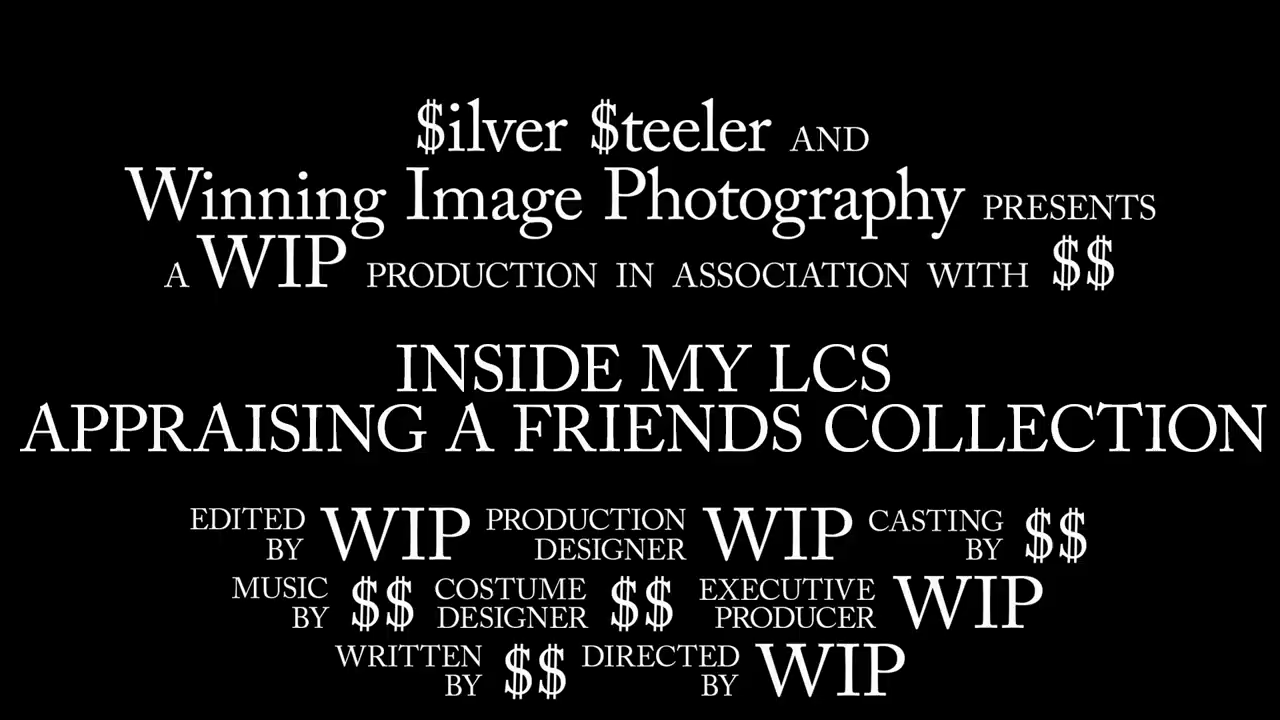 $ilver $teeler AND
Winning Image Photography PRESENTS
A WIP PRODUCTION IN ASSOCIATION WITH $$
INSIDE MY LCS
APPRAISING A FRIENDS COLLECTION
EDITED BY WIP PRODUCTION DESIGNER WIP CASTING BY $$
MUSIC BY $$ COSTUME DESIGNER $$ EXECUTIVE PRODUCER WIP
WRITTEN BY $$ DIRECTED BY WIP